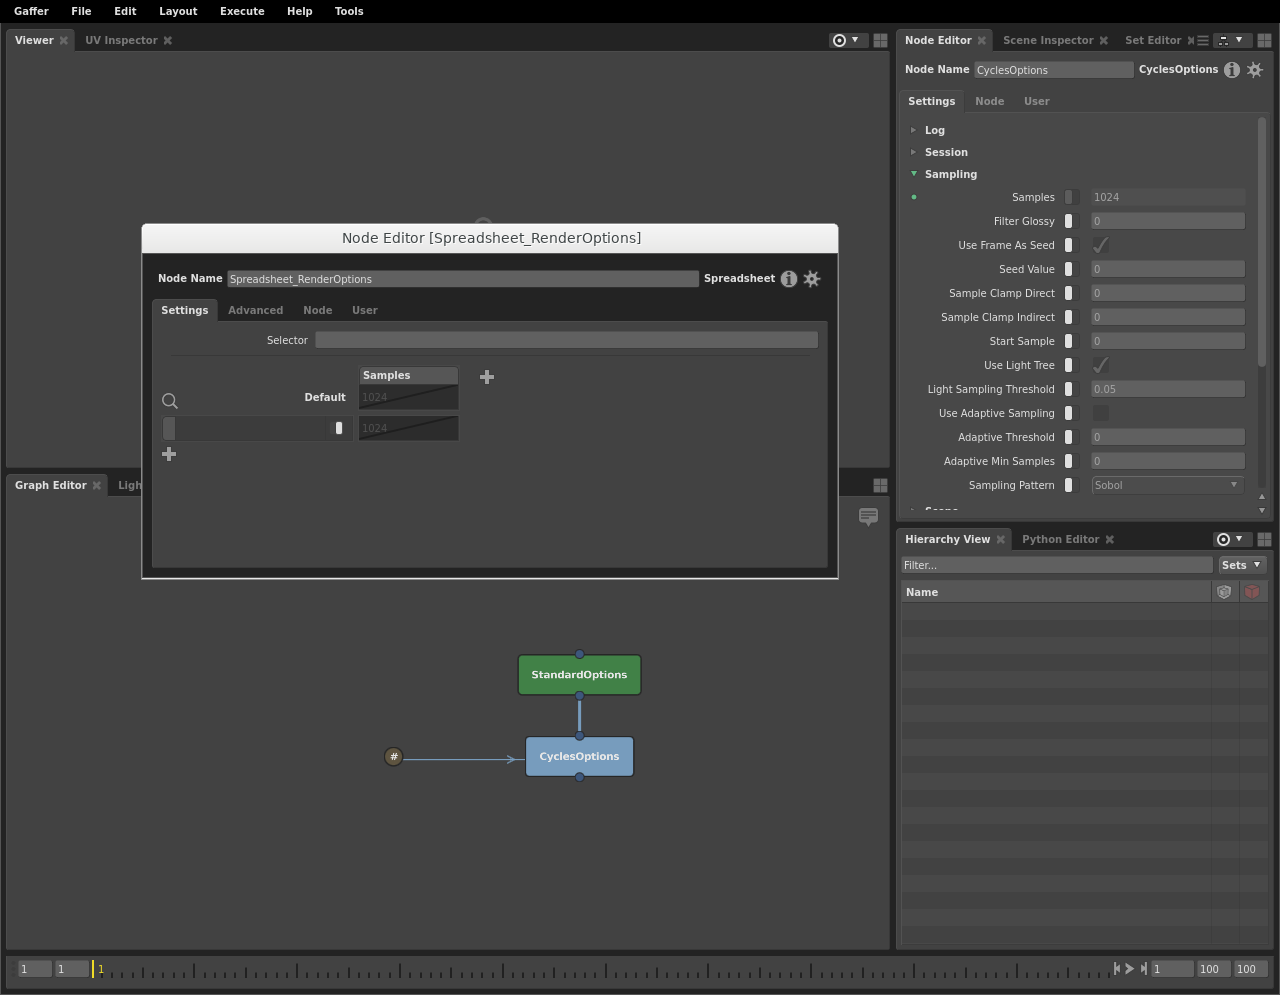 Gaffer File Edit Layout Execute Help Tools
Viewer UV Inspector
Node Editor Scene Inspector Set Editor
Node Name CyclesOptions CyclesOptions
Settings Node User
Log
Session
Sampling
Samples 1024
Filter Glossy 0
Use Frame As Seed
Seed Value 0
Sample Clamp Direct 0
Sample Clamp Indirect 0
Start Sample 0
Use Light Tree
Light Sampling Threshold 0.05
Use Adaptive Sampling
Adaptive Threshold 0
Adaptive Min Samples 0
Sampling Pattern Sobol
Node Editor [Spreadsheet_RenderOptions]
Node Name Spreadsheet_RenderOptions Spreadsheet
Settings Advanced Node User
Selector
Samples
Default 1024
1024
Graph Editor Ligh
StandardOptions
# CyclesOptions
Hierarchy View Python Editor
Filter... Sets
Name
1 1 1 1 100 100